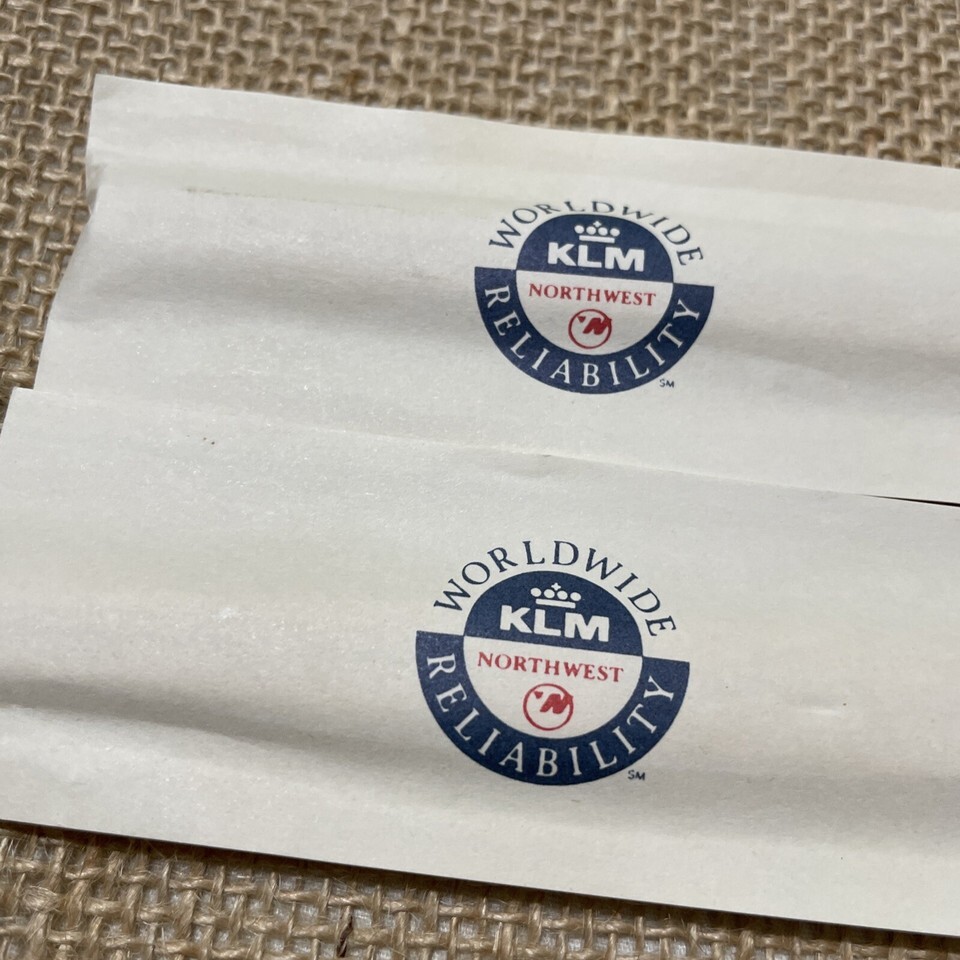 WORLDWIDE
KLM
NORTHWEST
RELIABILITY
SM
WORLDWIDE
KLM
NORTHWEST
RELIABILITY
SM